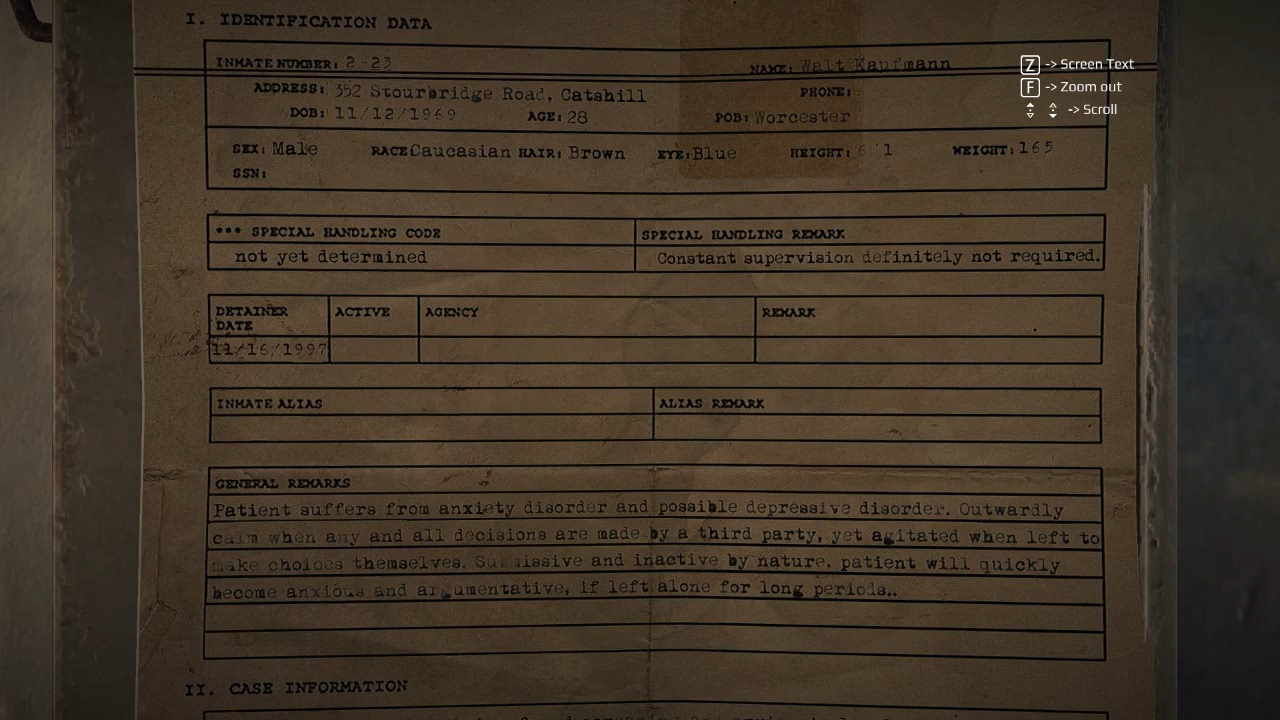 I. IDENTIFICATION DATA
INMATE NUMBER: 2-23 NAME: Walt Kaufmann
ADDRESS: 352 Stourbridge Road, Catshill PHONE:
DOB: 11/12/1969 AGE: 28 POB: Worcester
SEX: Male RACE Caucasian HAIR: Brown EYE: Blue HEIGHT: 6'1 WEIGHT: 165
SSN:
*** SPECIAL HANDLING CODE SPECIAL HANDLING REMARK
not yet determined Constant supervision definitely not required.
DETAINER DATE ACTIVE AGENCY REMARK
11/16/1997
INMATE ALIAS ALIAS REMARK
GENERAL REMARKS
Patient suffers from anxiety disorder and possible depressive disorder. Outwardly
calm when any and all decisions are made by a third party, yet agitated when left to
make choices themselves. Submissive and inactive by nature, patient will quickly
become anxious and argumentative, if left alone for long periods..
II. CASE INFORMATION
Z -> Screen Text
F -> Zoom out
-> Scroll